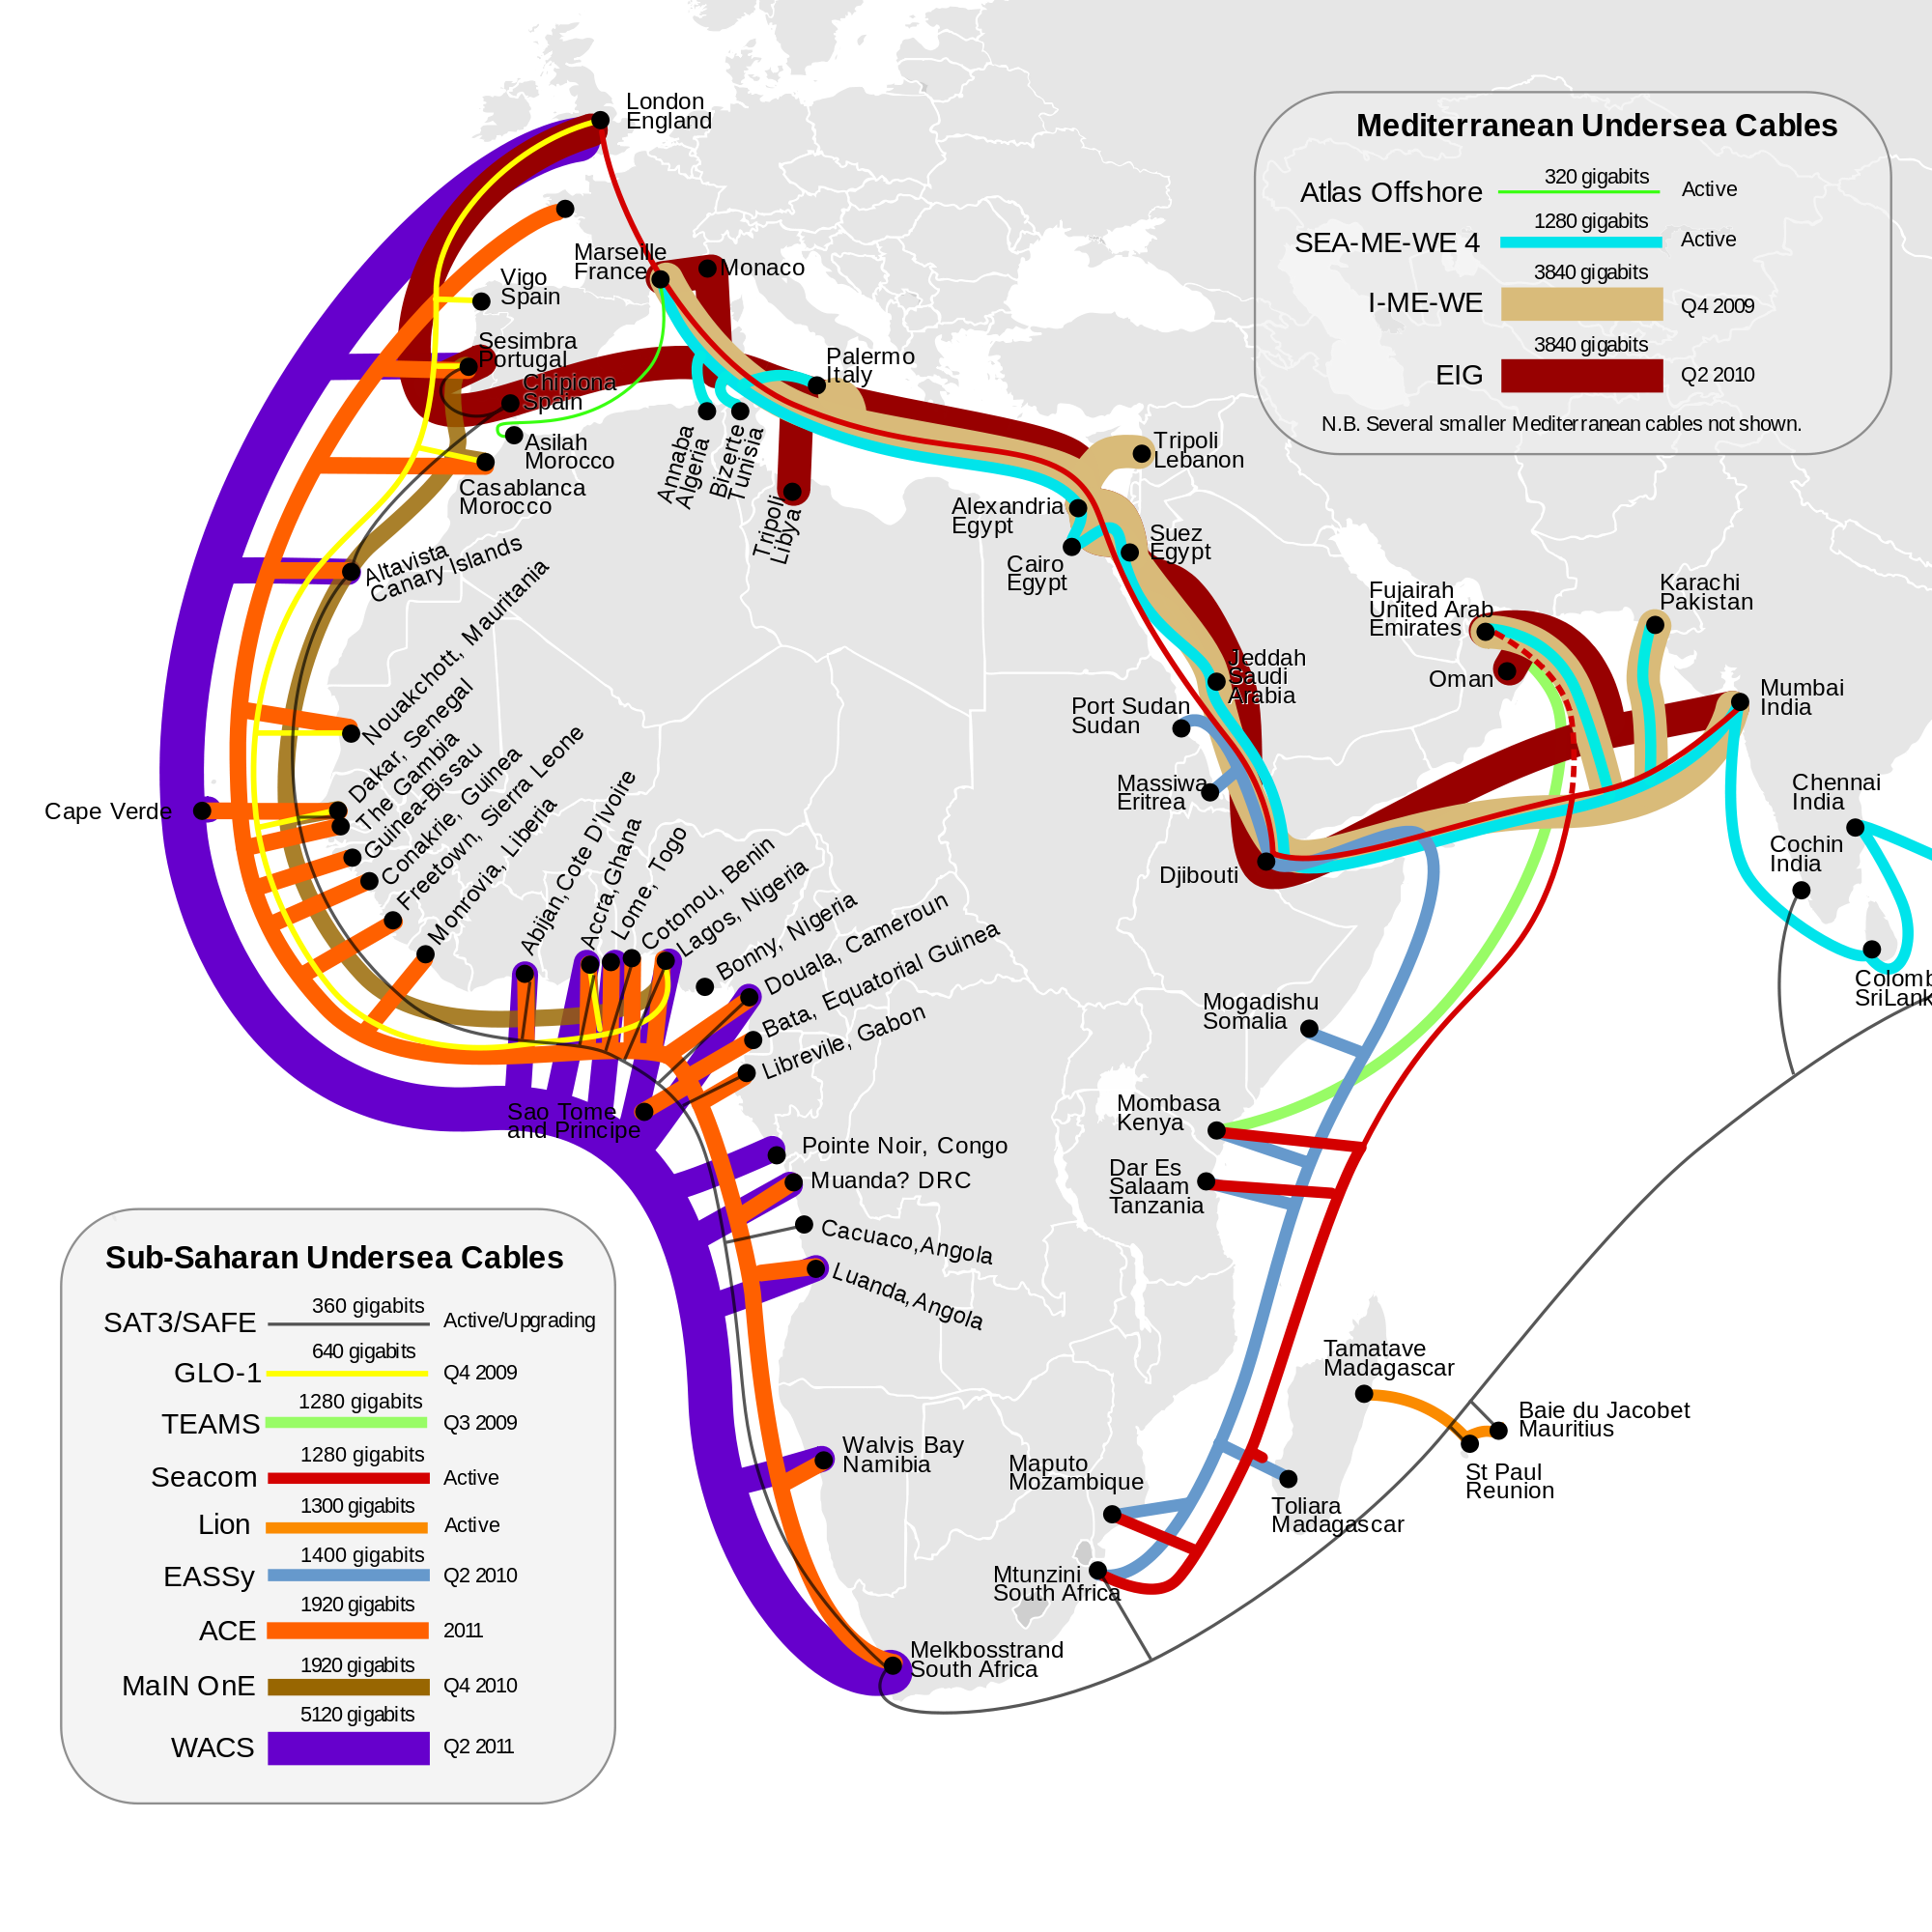 London
England
Mediterranean Undersea Cables
320 gigabits
Atlas Offshore
Active
1280 gigabits
SEA-ME-WE 4
Active
3840 gigabits
I-ME-WE
Q4 2009
3840 gigabits
EIG
Q2 2010
N.B. Several smaller Mediterranean cables not shown.
Marseille
France
Monaco
Vigo
Spain
Sesimbra
Portugal
Chipiona
Spain
Palermo
Italy
Asilah
Morocco
Casablanca
Morocco
Annaba
Algeria
Bizerte
Tunisia
Tripoli
Libya
Tripoli
Lebanon
Alexandria
Egypt
Cairo
Egypt
Suez
Egypt
Altavista
Canary Islands
Fujairah
United Arab
Emirates
Karachi
Pakistan
Oman
Mumbai
India
Jeddah
Saudi
Arabia
Port Sudan
Sudan
Massiwa
Eritrea
Djibouti
Chennai
India
Cochin
India
Colomb
SriLank
Nouakchott, Mauritania
Dakar, Senegal
The Gambia
Guinea-Bissau
Conakrie, Guinea
Freetown, Sierra Leone
Monrovia, Liberia
Cape Verde
Abijan,Cote D'Ivoire
Accra,Ghana
Lome, Togo
Cotonou, Benin
Lagos, Nigeria
Bonny, Nigeria
Douala, Cameroun
Bata, Equatorial Guinea
Librevile, Gabon
Sao Tome
and Principe
Pointe Noir, Congo
Muanda? DRC
Cacuaco,Angola
Luanda,Angola
Mogadishu
Somalia
Mombasa
Kenya
Dar Es
Salaam
Tanzania
Tamatave
Madagascar
Baie du Jacobet
Mauritius
St Paul
Reunion
Toliara
Madagascar
Maputo
Mozambique
Walvis Bay
Namibia
Mtunzini
South Africa
Melkbosstrand
South Africa
Sub-Saharan Undersea Cables
360 gigabits
SAT3/SAFE
Active/Upgrading
640 gigabits
GLO-1
Q4 2009
1280 gigabits
TEAMS
Q3 2009
1280 gigabits
Seacom
Active
1300 gigabits
Lion
Active
1400 gigabits
EASSy
Q2 2010
1920 gigabits
ACE
2011
1920 gigabits
MaIN OnE
Q4 2010
5120 gigabits
WACS
Q2 2011